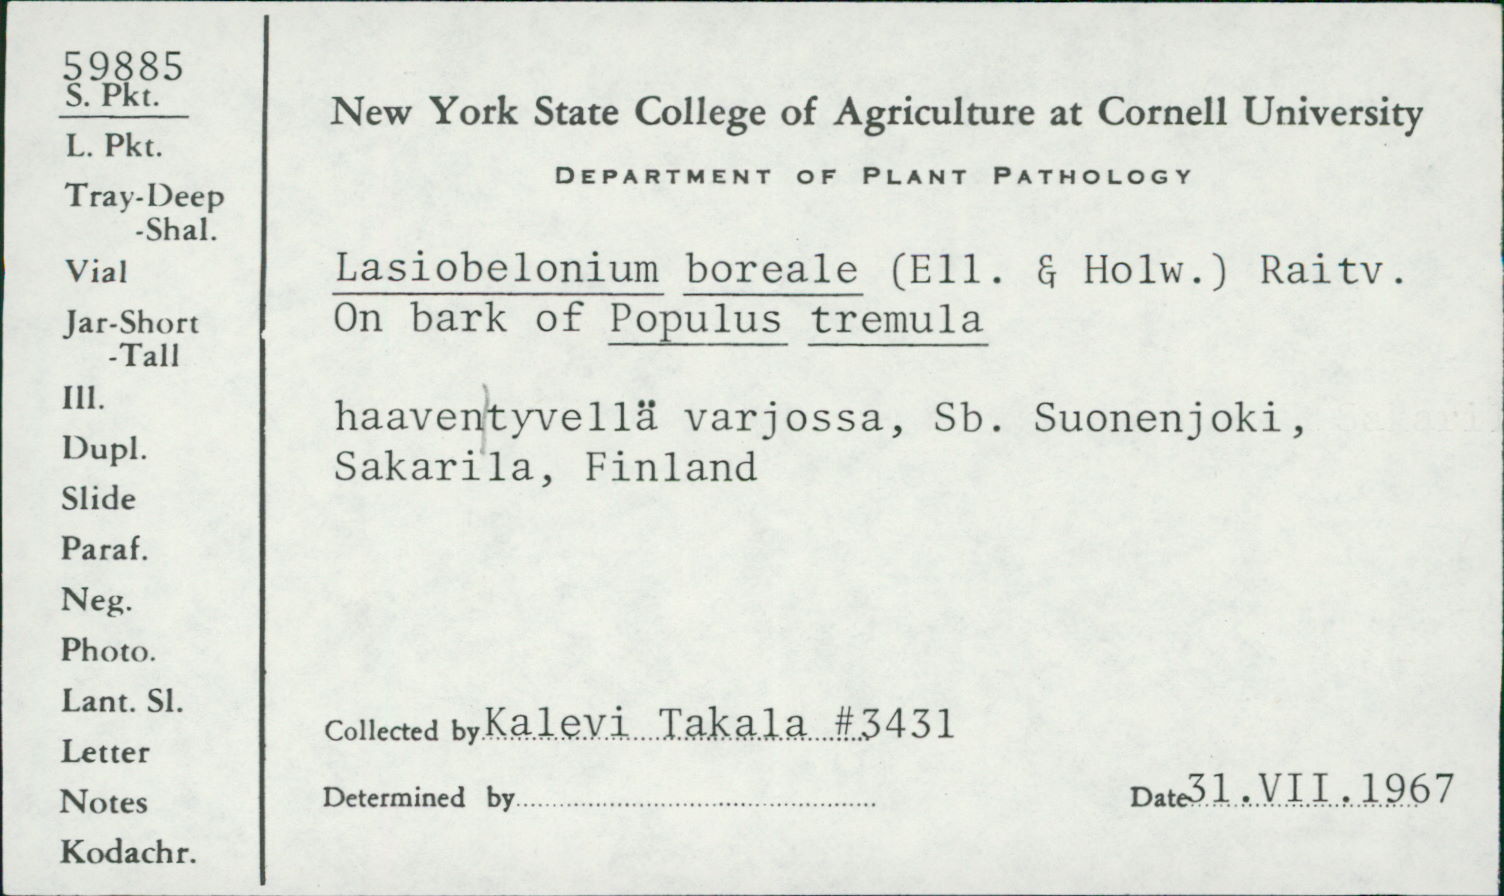 59885
S. Pkt.
L. Pkt.
Tray-Deep
-Shal.
Vial
Jar-Short
-Tall
Ill.
Dupl.
Slide
Paraf.
Neg.
Photo.
Lant. Sl.
Letter
Notes
Kodachr.
New York State College of Agriculture at Cornell University
DEPARTMENT OF PLANT PATHOLOGY
Lasiobelonium boreale (Ell. & Holw.) Raitv.
On bark of Populus tremula
haaven|tyvellä varjossa, Sb. Suonenjoki,
Sakarila, Finland
Collected by Kalevi Takala #3431
Determined by
Date 31.VII.1967